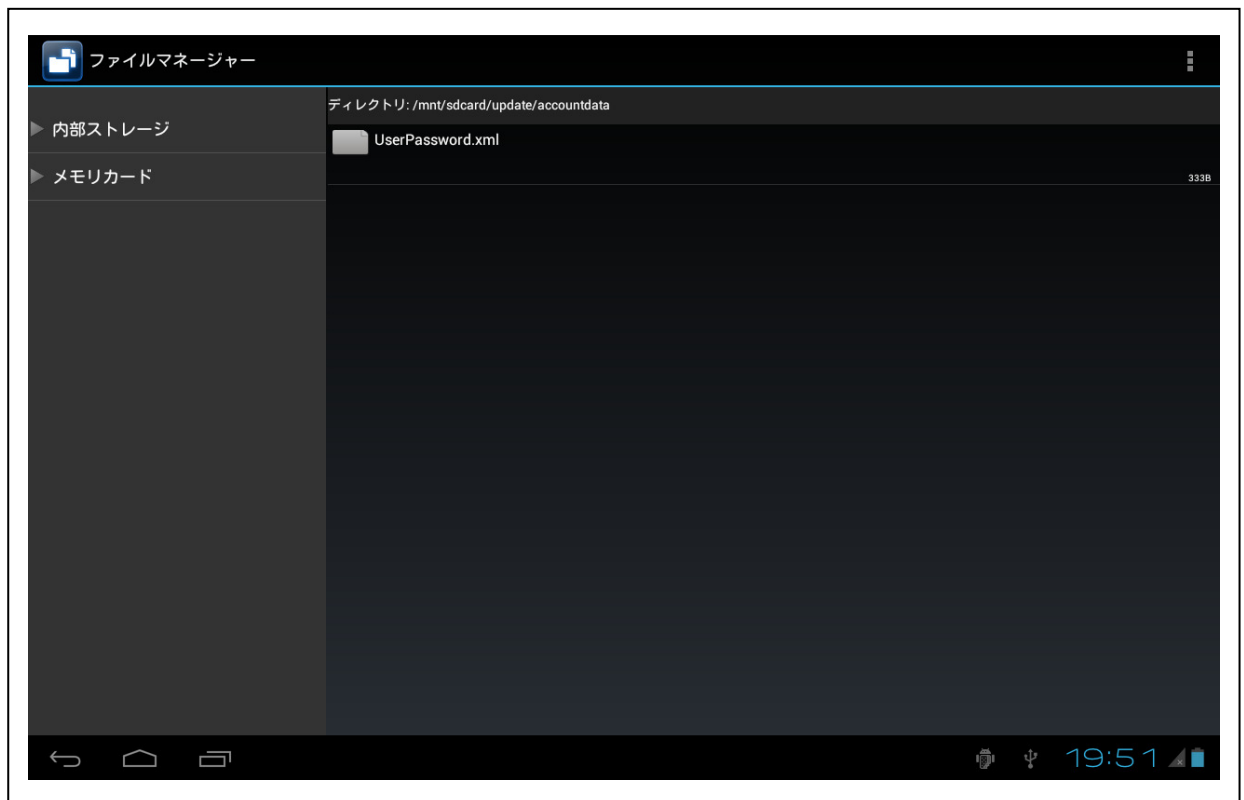 ファイルマネージャー
ディレクトリ: /mnt/sdcard/update/accountdata
内部ストレージ
メモリカード
UserPassword.xml
333B
19:51